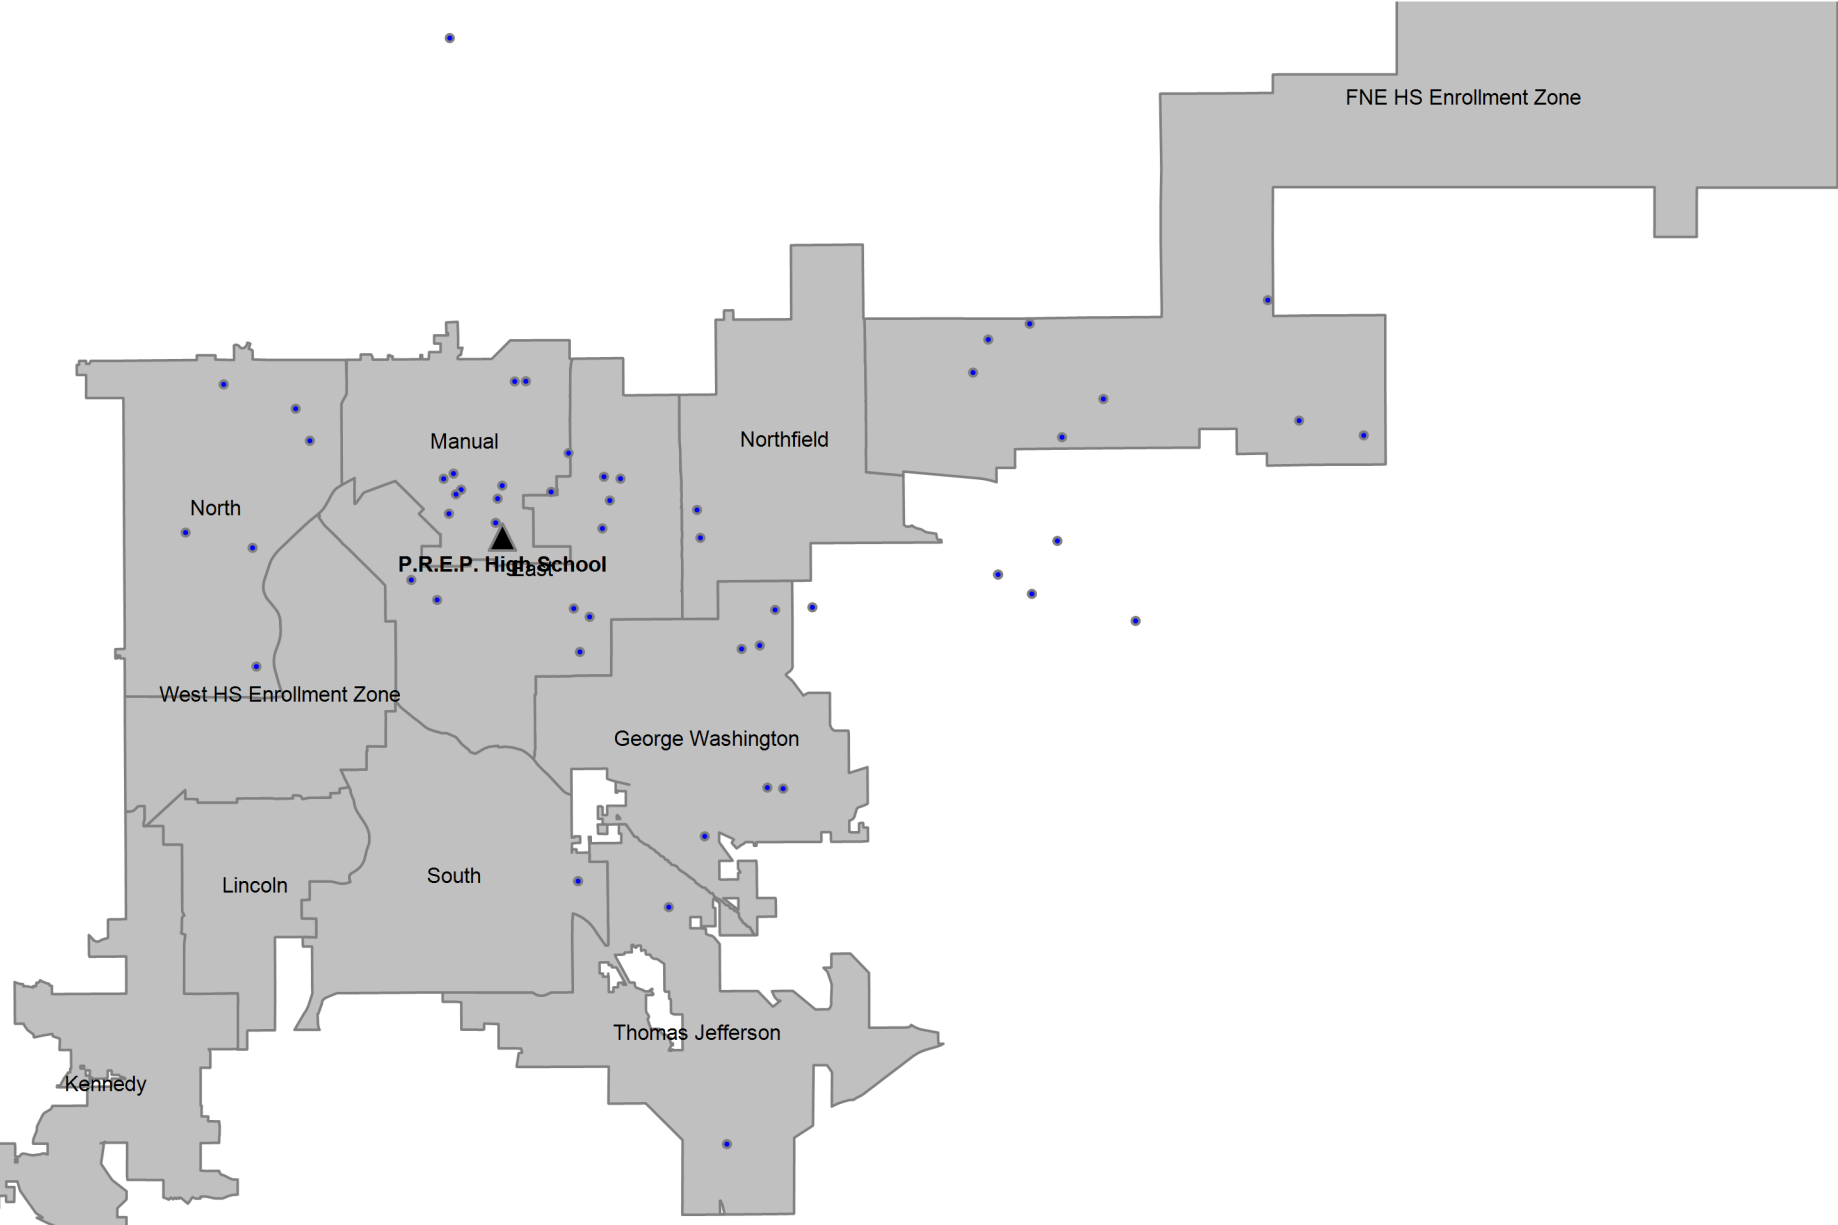 FNE HS Enrollment Zone
Manual
Northfield
North
P.R.E.P. High School
East
West HS Enrollment Zone
George Washington
South
Lincoln
Thomas Jefferson
Kennedy